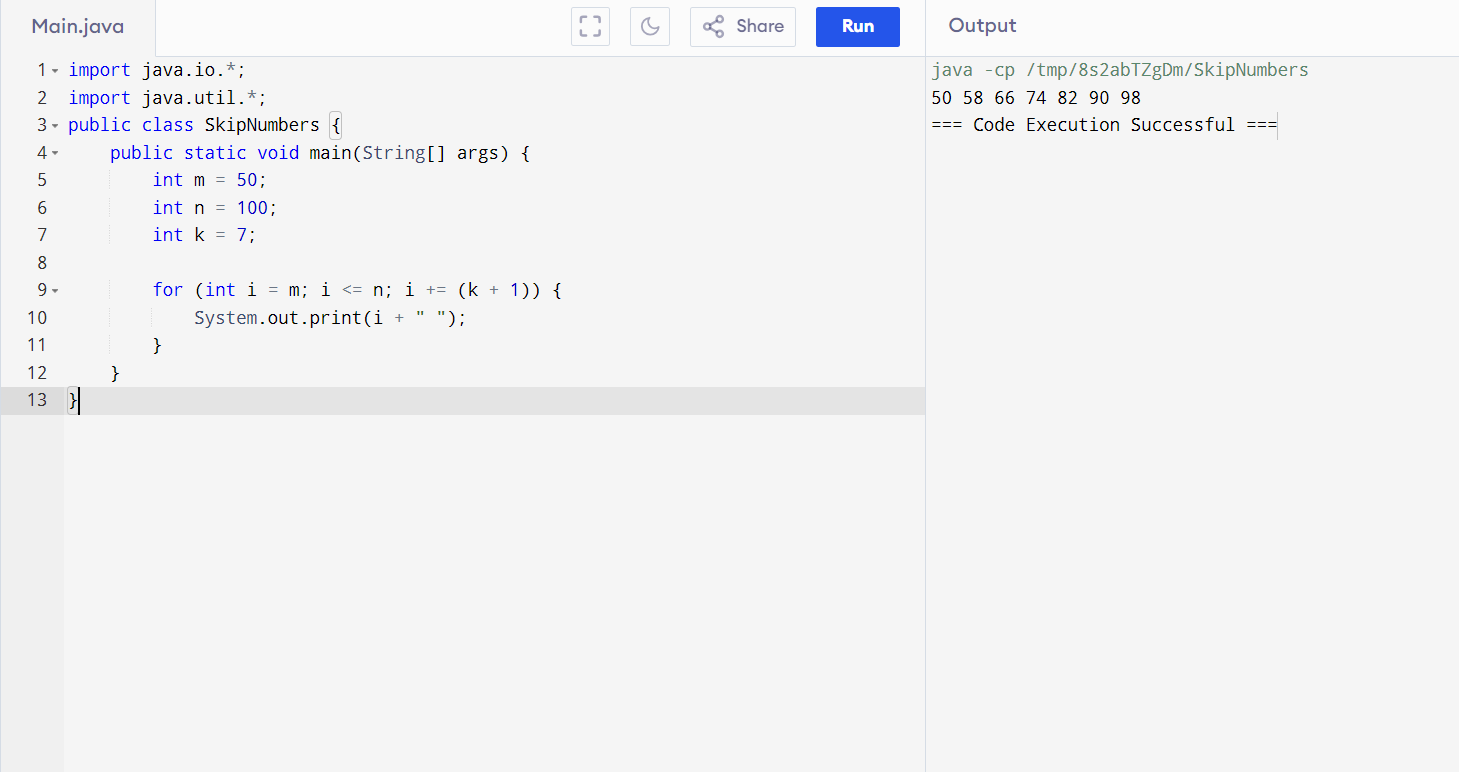 Main.java
Share
Run
Output
1 import java.io.*;
2 import java.util.*;
3 public class SkipNumbers {
4     public static void main(String[] args) {
5         int m = 50;
6         int n = 100;
7         int k = 7;
8
9         for (int i = m; i <= n; i += (k + 1)) {
10             System.out.print(i + " ");
11         }
12     }
13 }
java -cp /tmp/8s2abTZgDm/SkipNumbers
50 58 66 74 82 90 98
=== Code Execution Successful ===